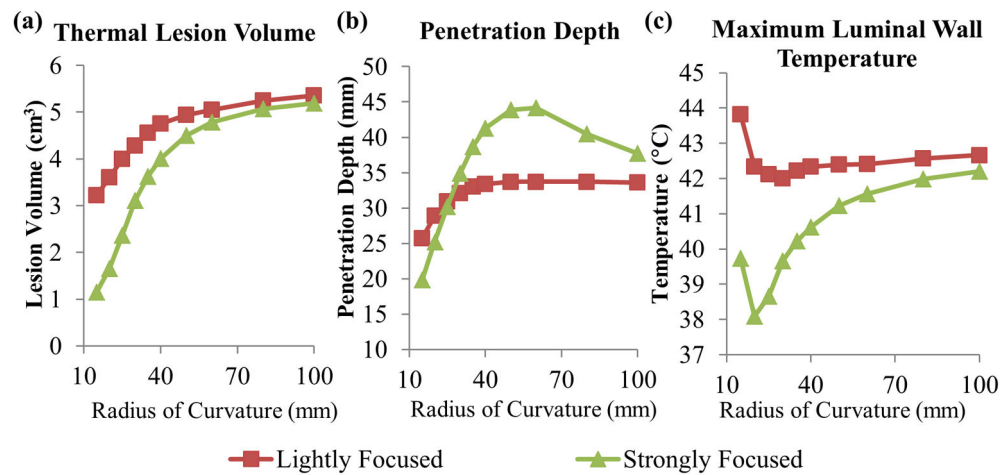 (a)
Thermal Lesion Volume
Lesion Volume (cm³)
6
5
4
3
2
1
0
10 40 70 100
Radius of Curvature (mm)
(b)
Penetration Depth
Penetration Depth (mm)
50
45
40
35
30
25
20
15
10
10 40 70 100
Radius of Curvature (mm)
(c)
Maximum Luminal Wall
Temperature
Temperature (°C)
45
44
43
42
41
40
39
38
37
10 40 70 100
Radius of Curvature (mm)
Lightly Focused
Strongly Focused